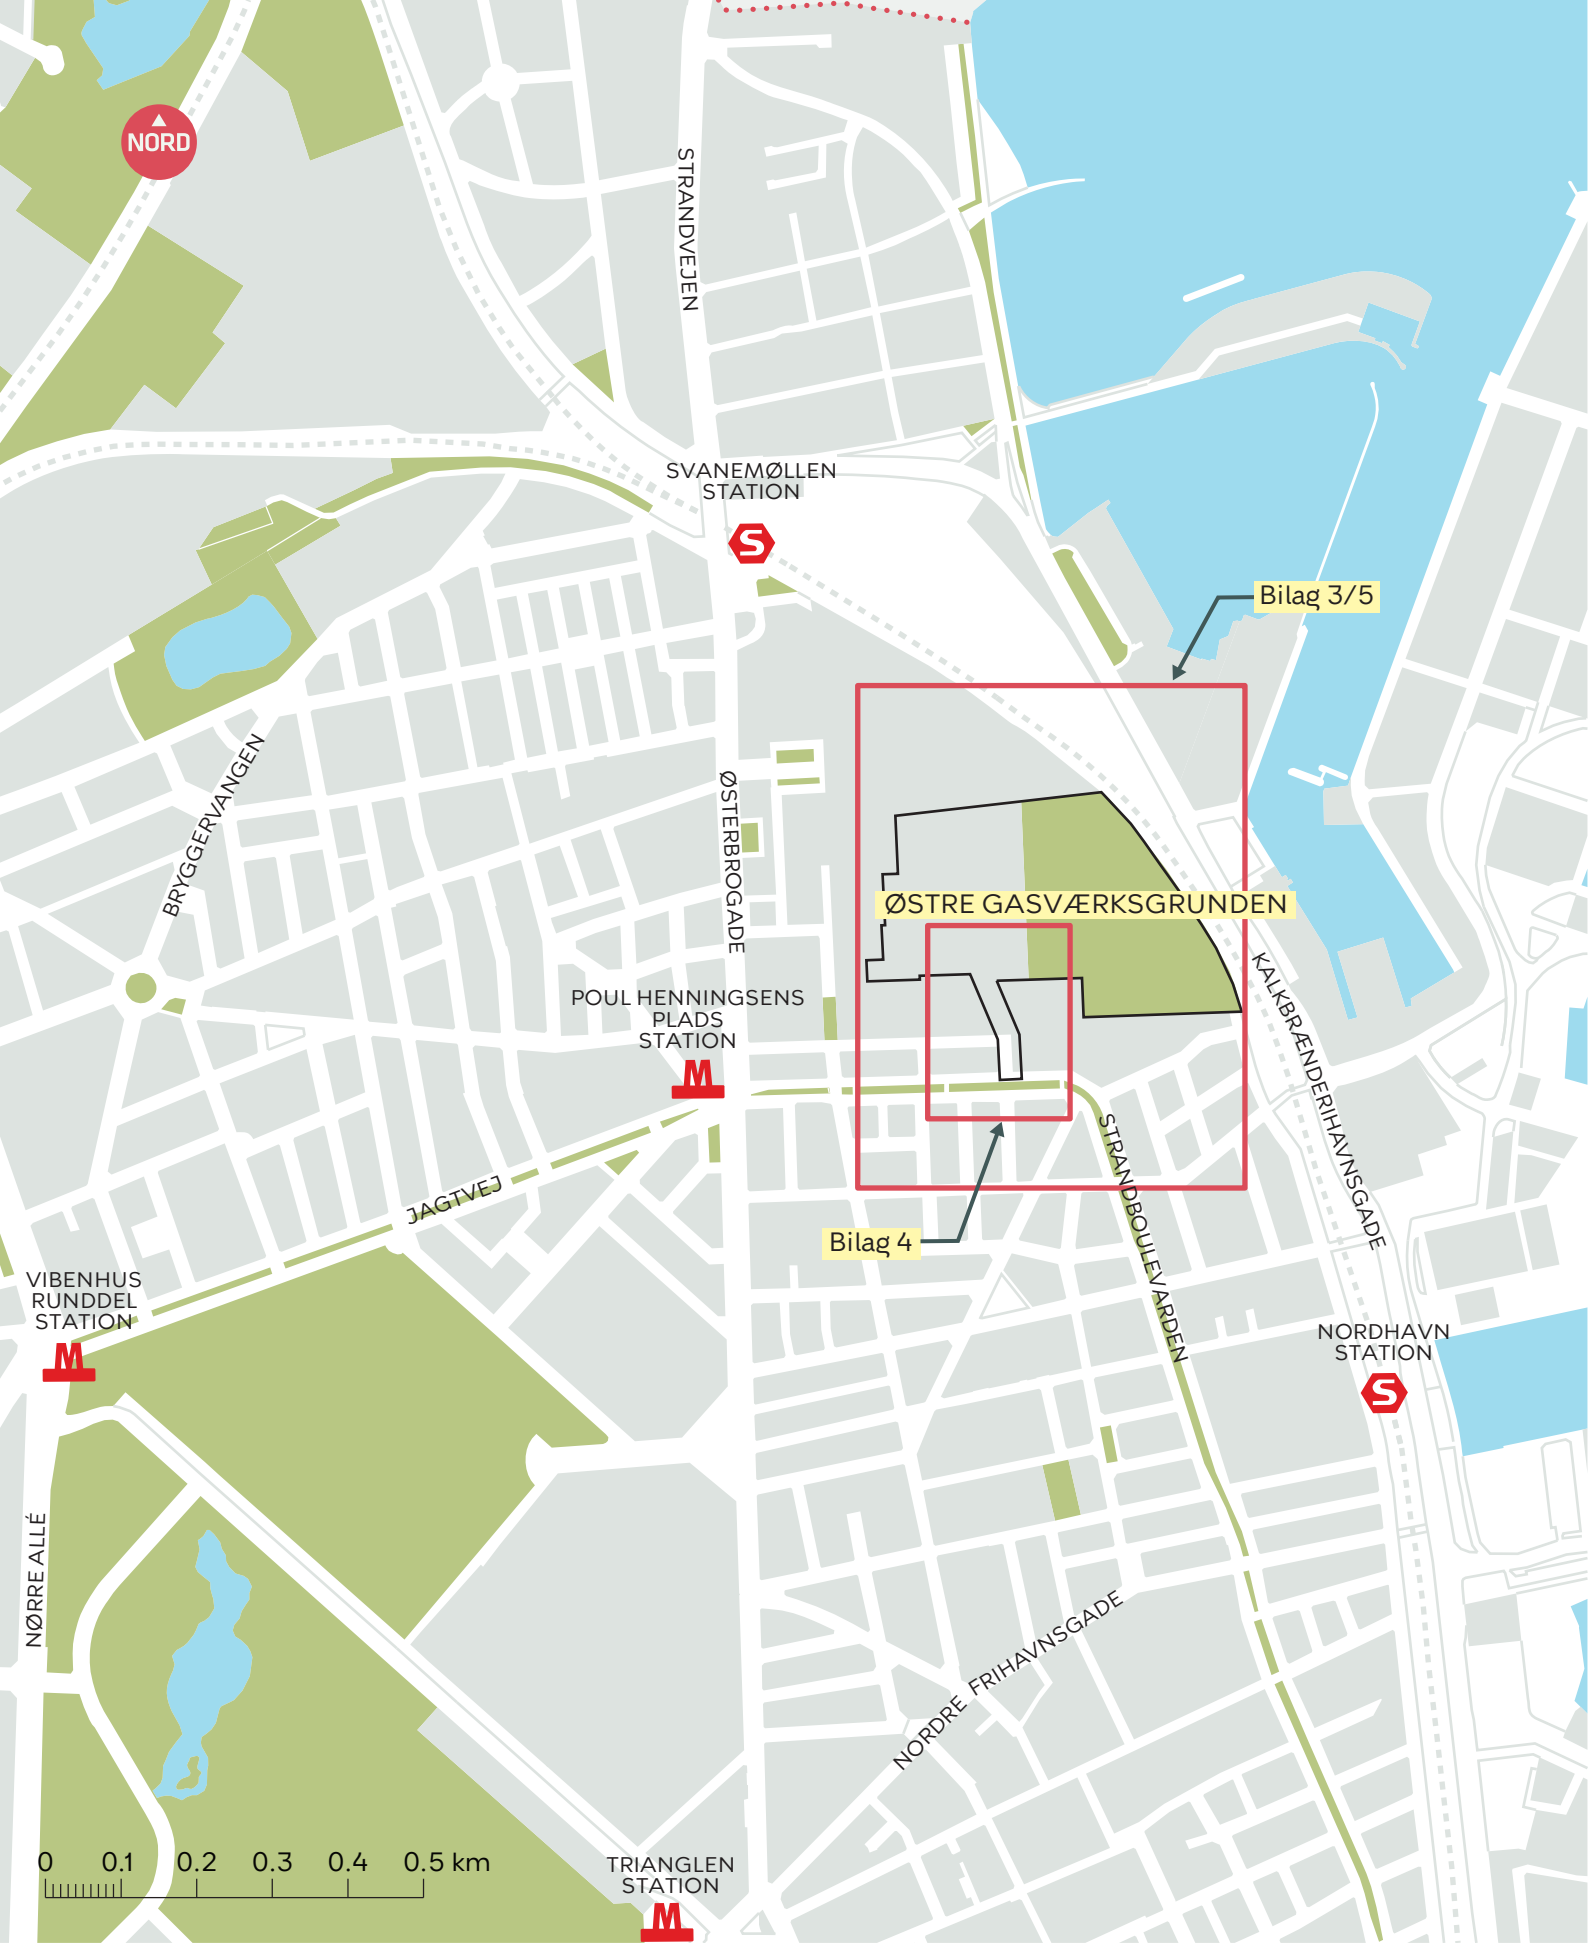 NORD
STRANDVEJEN
SVANEMØLLEN
STATION
S
Bilag 3/5
BRYGGERVANGEN
ØSTERBROGADE
ØSTRE GASVÆRKSGRUNDEN
POUL HENNINGSENS
PLADS
STATION
M
KALKBRÆNDERIHAVNSGADE
STRANDBOULEVARDEN
JAGTVEJ
Bilag 4
VIBENHUS
RUNDDEL
STATION
M
NORDHAVN
STATION
S
NØRRE ALLÉ
NORDRE FRIHAVNSGADE
0 0.1 0.2 0.3 0.4 0.5 km
TRIANGLEN
STATION
M